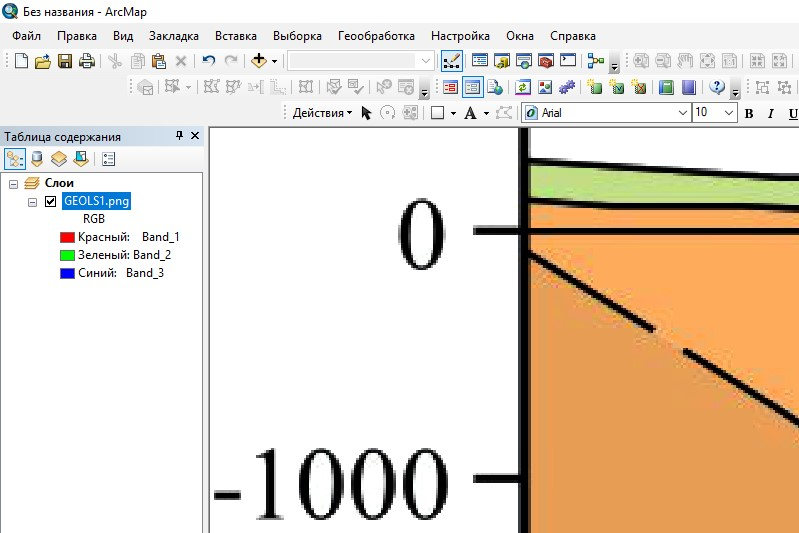 Без названия - ArcMap
Файл Правка Вид Закладка Вставка Выборка Геообработка Настройка Окна Справка
Действия Arial 10 B I U
Таблица содержания
Слои
GEOLS1.png
RGB
Красный: Band_1
Зеленый: Band_2
Синий: Band_3
0
-1000